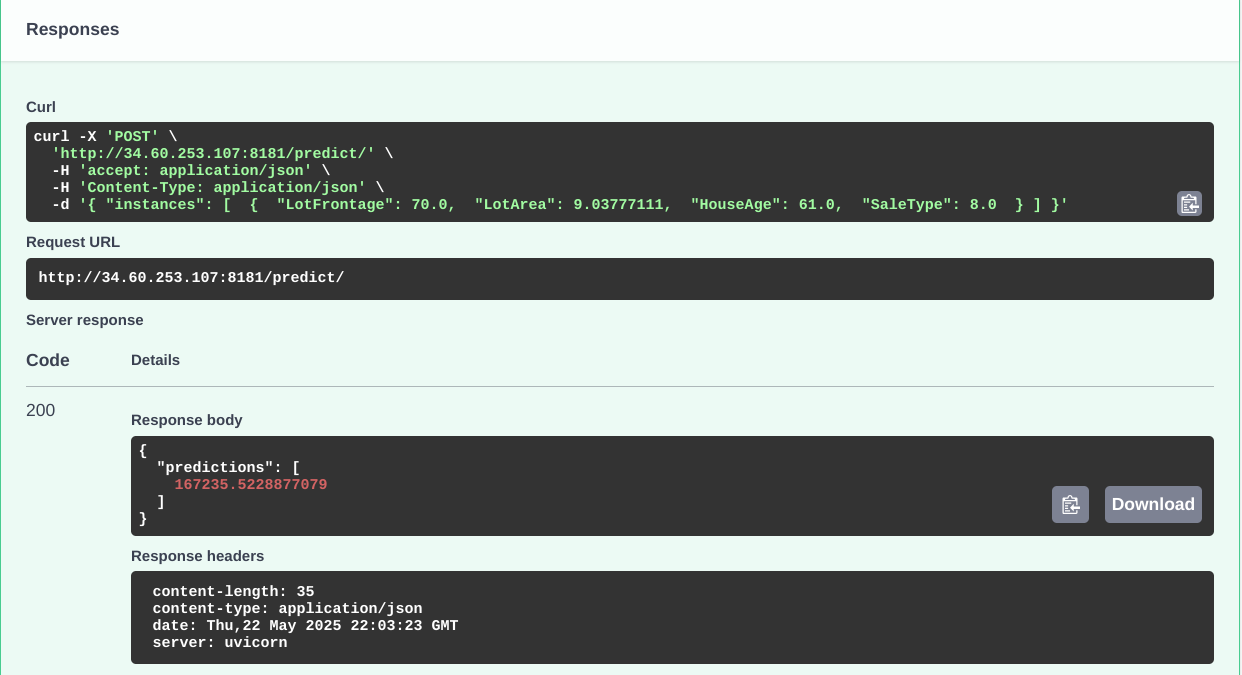 Responses
Curl
curl -X 'POST' \
  'http://34.60.253.107:8181/predict/' \
  -H 'accept: application/json' \
  -H 'Content-Type: application/json' \
  -d '{ "instances": [  {  "LotFrontage": 70.0,  "LotArea": 9.03777111,  "HouseAge": 61.0,  "SaleType": 8.0  } ] }'
Request URL
http://34.60.253.107:8181/predict/
Server response
Code Details
200
Response body
{
  "predictions": [
    167235.5228877079
  ]
}
Download
Response headers
content-length: 35
content-type: application/json
date: Thu,22 May 2025 22:03:23 GMT
server: uvicorn